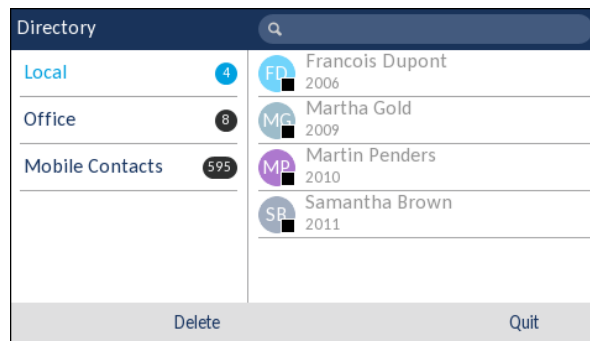 Directory
Local 4
Office 8
Mobile Contacts 595
FD Francois Dupont
2006
MG Martha Gold
2009
MP Martin Penders
2010
SB Samantha Brown
2011
Delete Quit